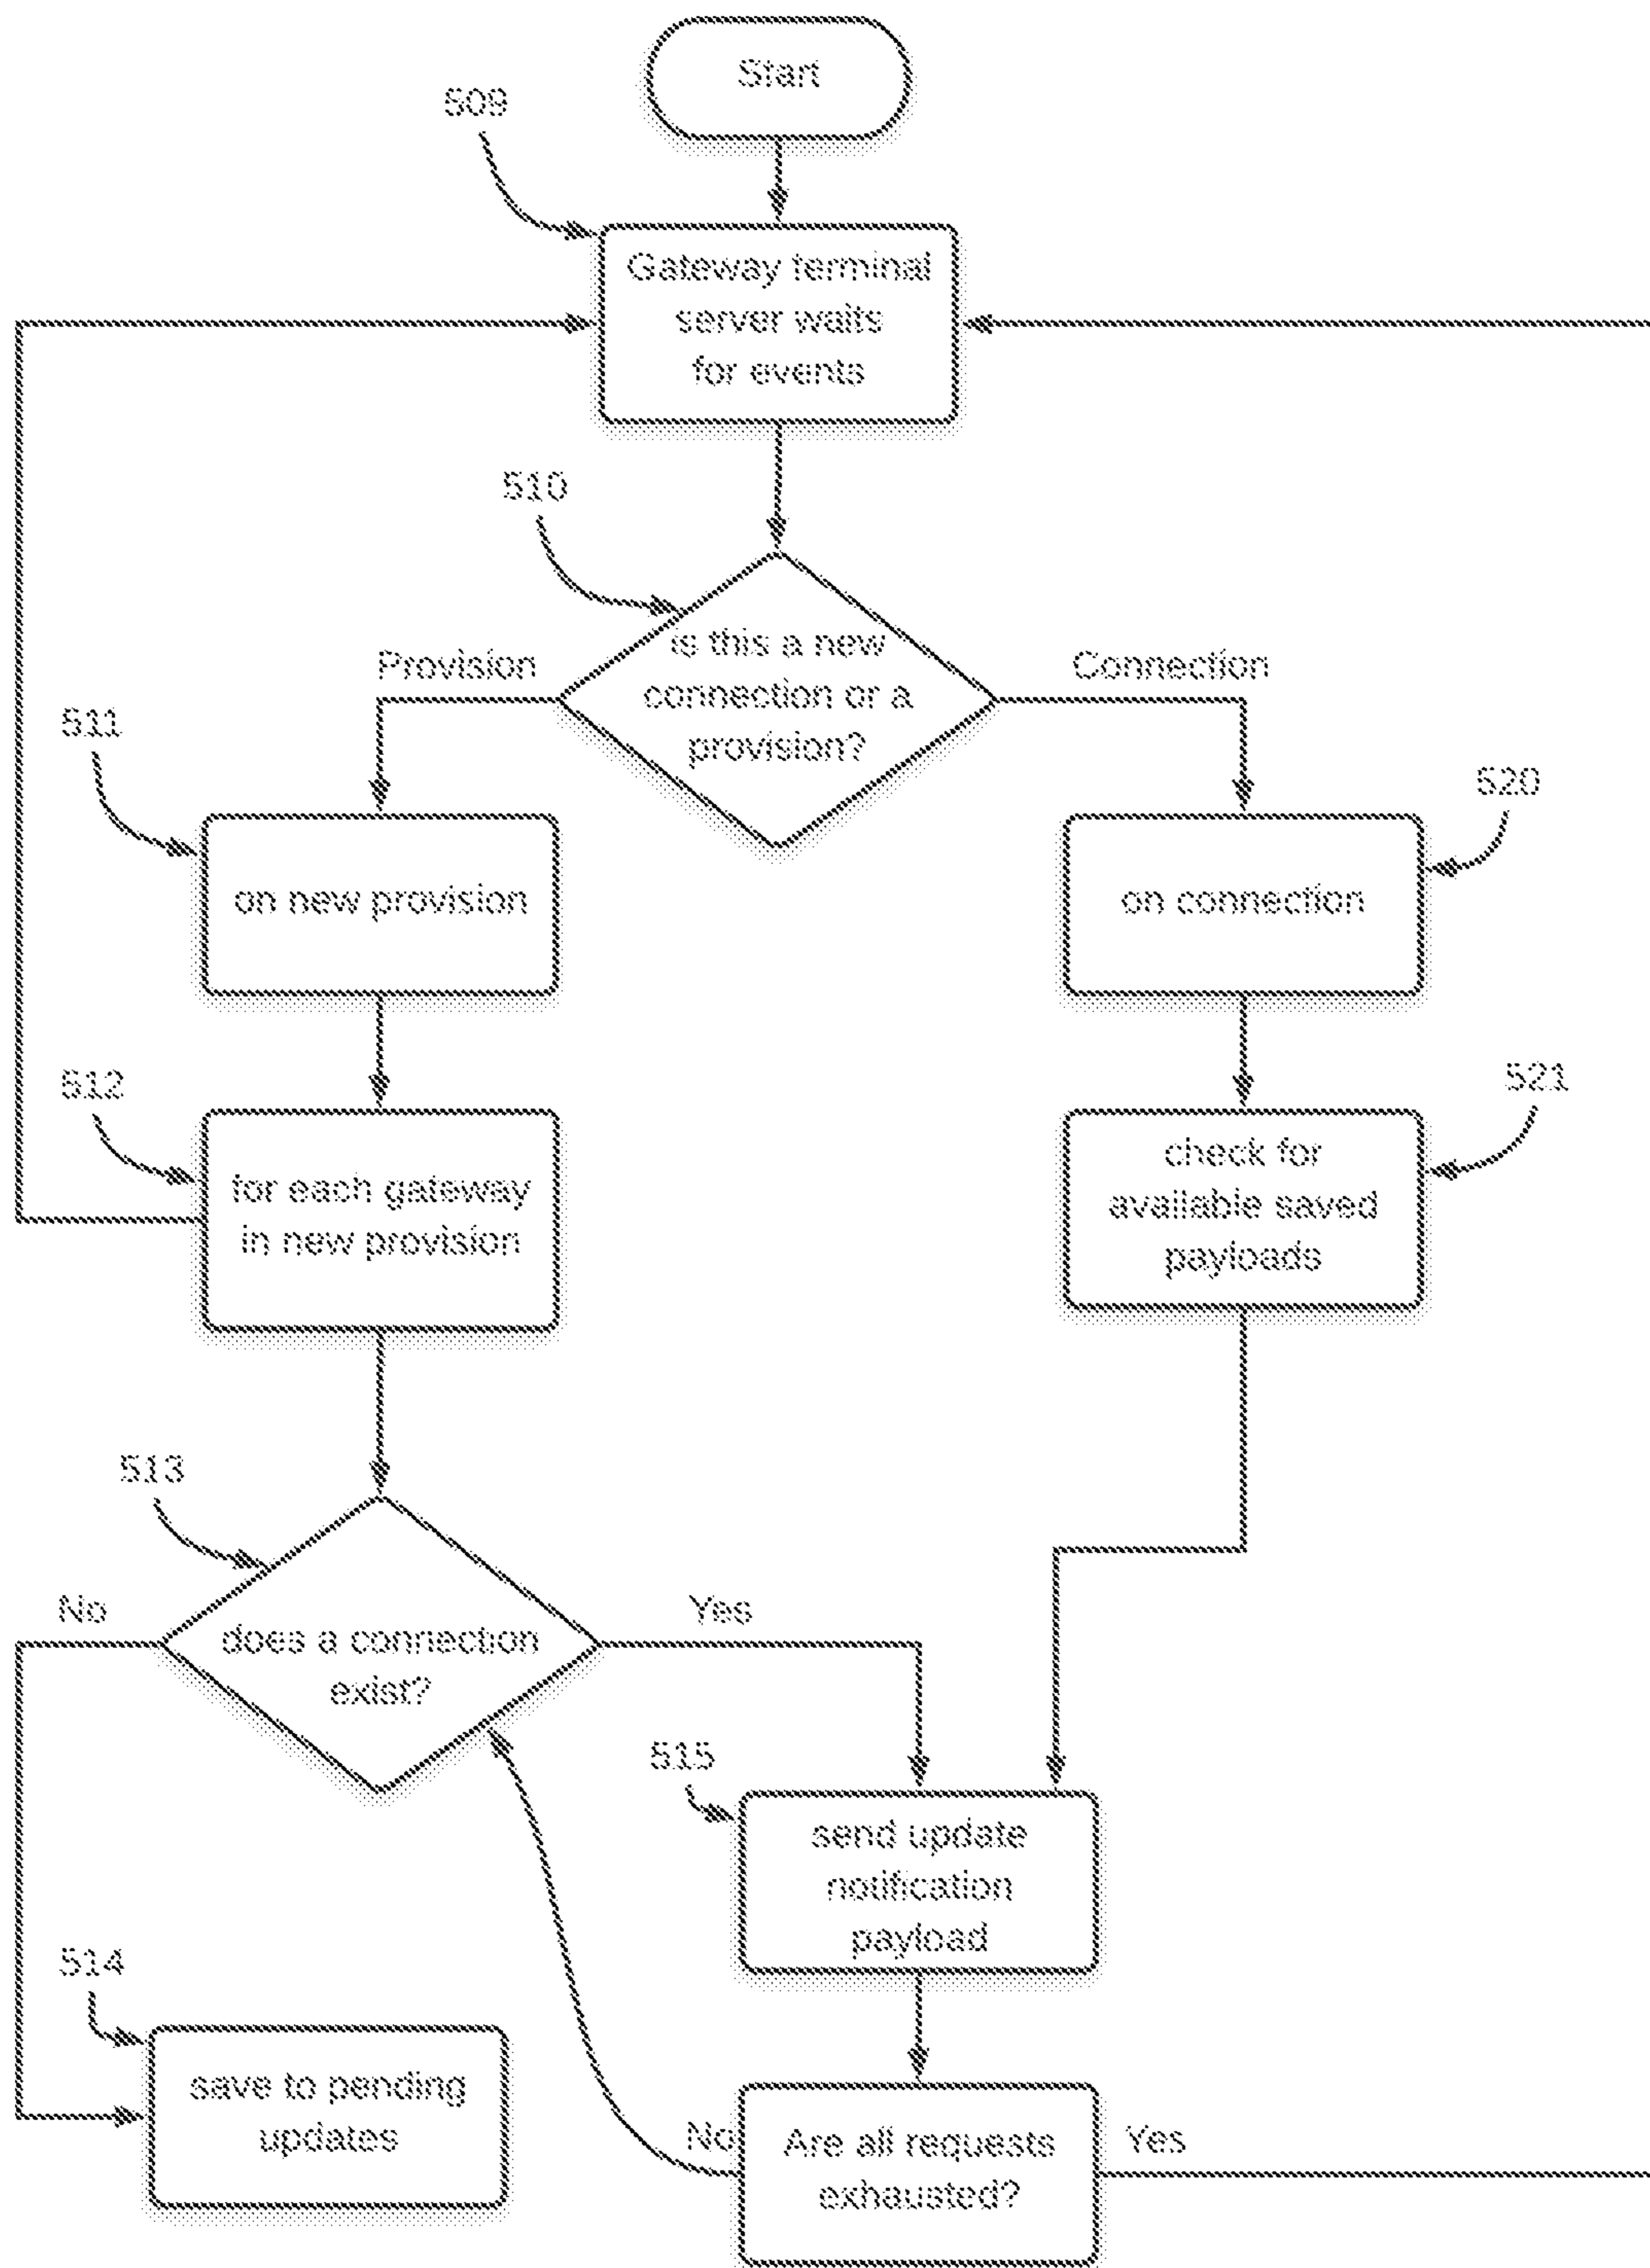 Start
509
Gateway terminal
server waits
for events
510
is this a new
connection or a
provision?
Provision
Connection
511
on new provision
520
on connection
512
for each gateway
in new provision
521
check for
available saved
payloads
513
does a connection
exist?
No
Yes
515
send update
notification
payload
514
save to pending
updates
No
Are all requests
exhausted?
Yes